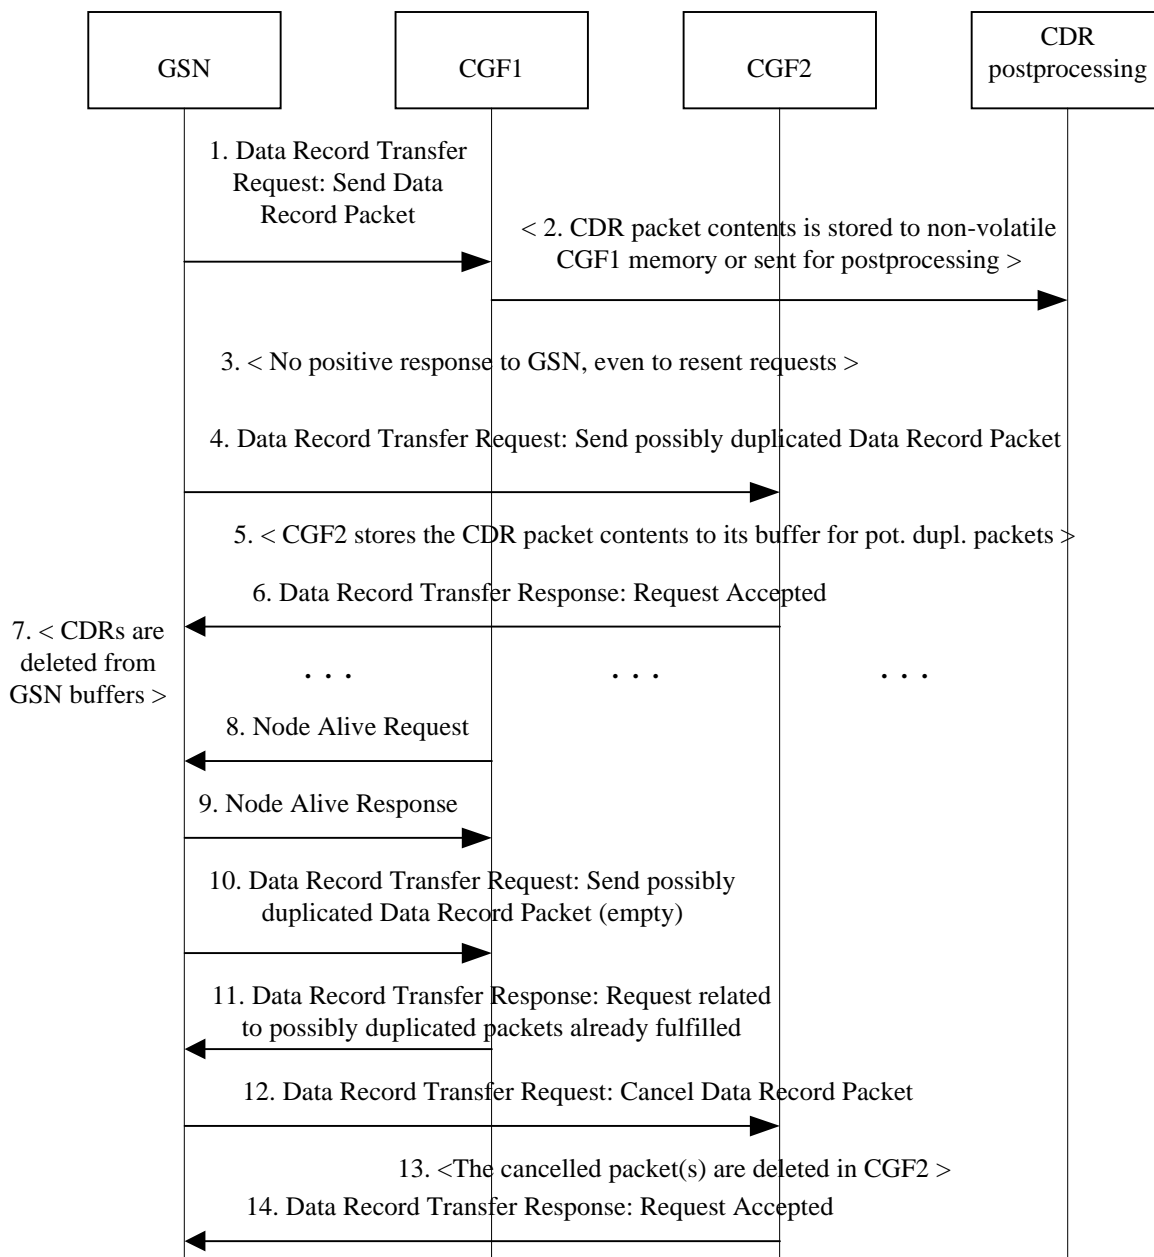 GSN
CGF1
CGF2
CDR
postprocessing
1. Data Record Transfer
Request: Send Data
Record Packet
< 2. CDR packet contents is stored to non-volatile
CGF1 memory or sent for postprocessing >
3. < No positive response to GSN, even to resent requests >
4. Data Record Transfer Request: Send possibly duplicated Data Record Packet
5. < CGF2 stores the CDR packet contents to its buffer for pot. dupl. packets >
6. Data Record Transfer Response: Request Accepted
7. < CDRs are
deleted from
GSN buffers >
. . .
. . .
. . .
8. Node Alive Request
9. Node Alive Response
10. Data Record Transfer Request: Send possibly
duplicated Data Record Packet (empty)
11. Data Record Transfer Response: Request related
to possibly duplicated packets already fulfilled
12. Data Record Transfer Request: Cancel Data Record Packet
13. <The cancelled packet(s) are deleted in CGF2 >
14. Data Record Transfer Response: Request Accepted